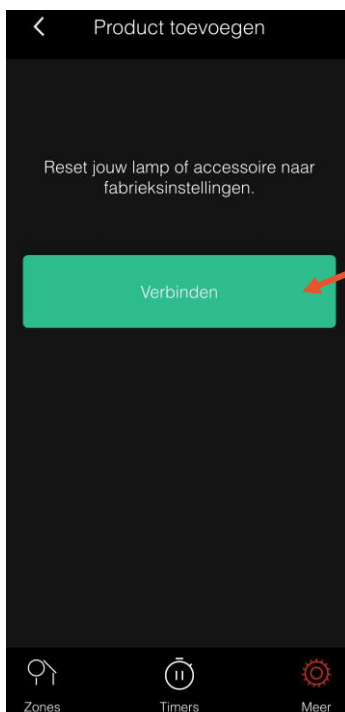 Product toevoegen
Reset jouw lamp of accessoire naar
fabrieksinstellingen.
Verbinden
Zones
Timers
Meer